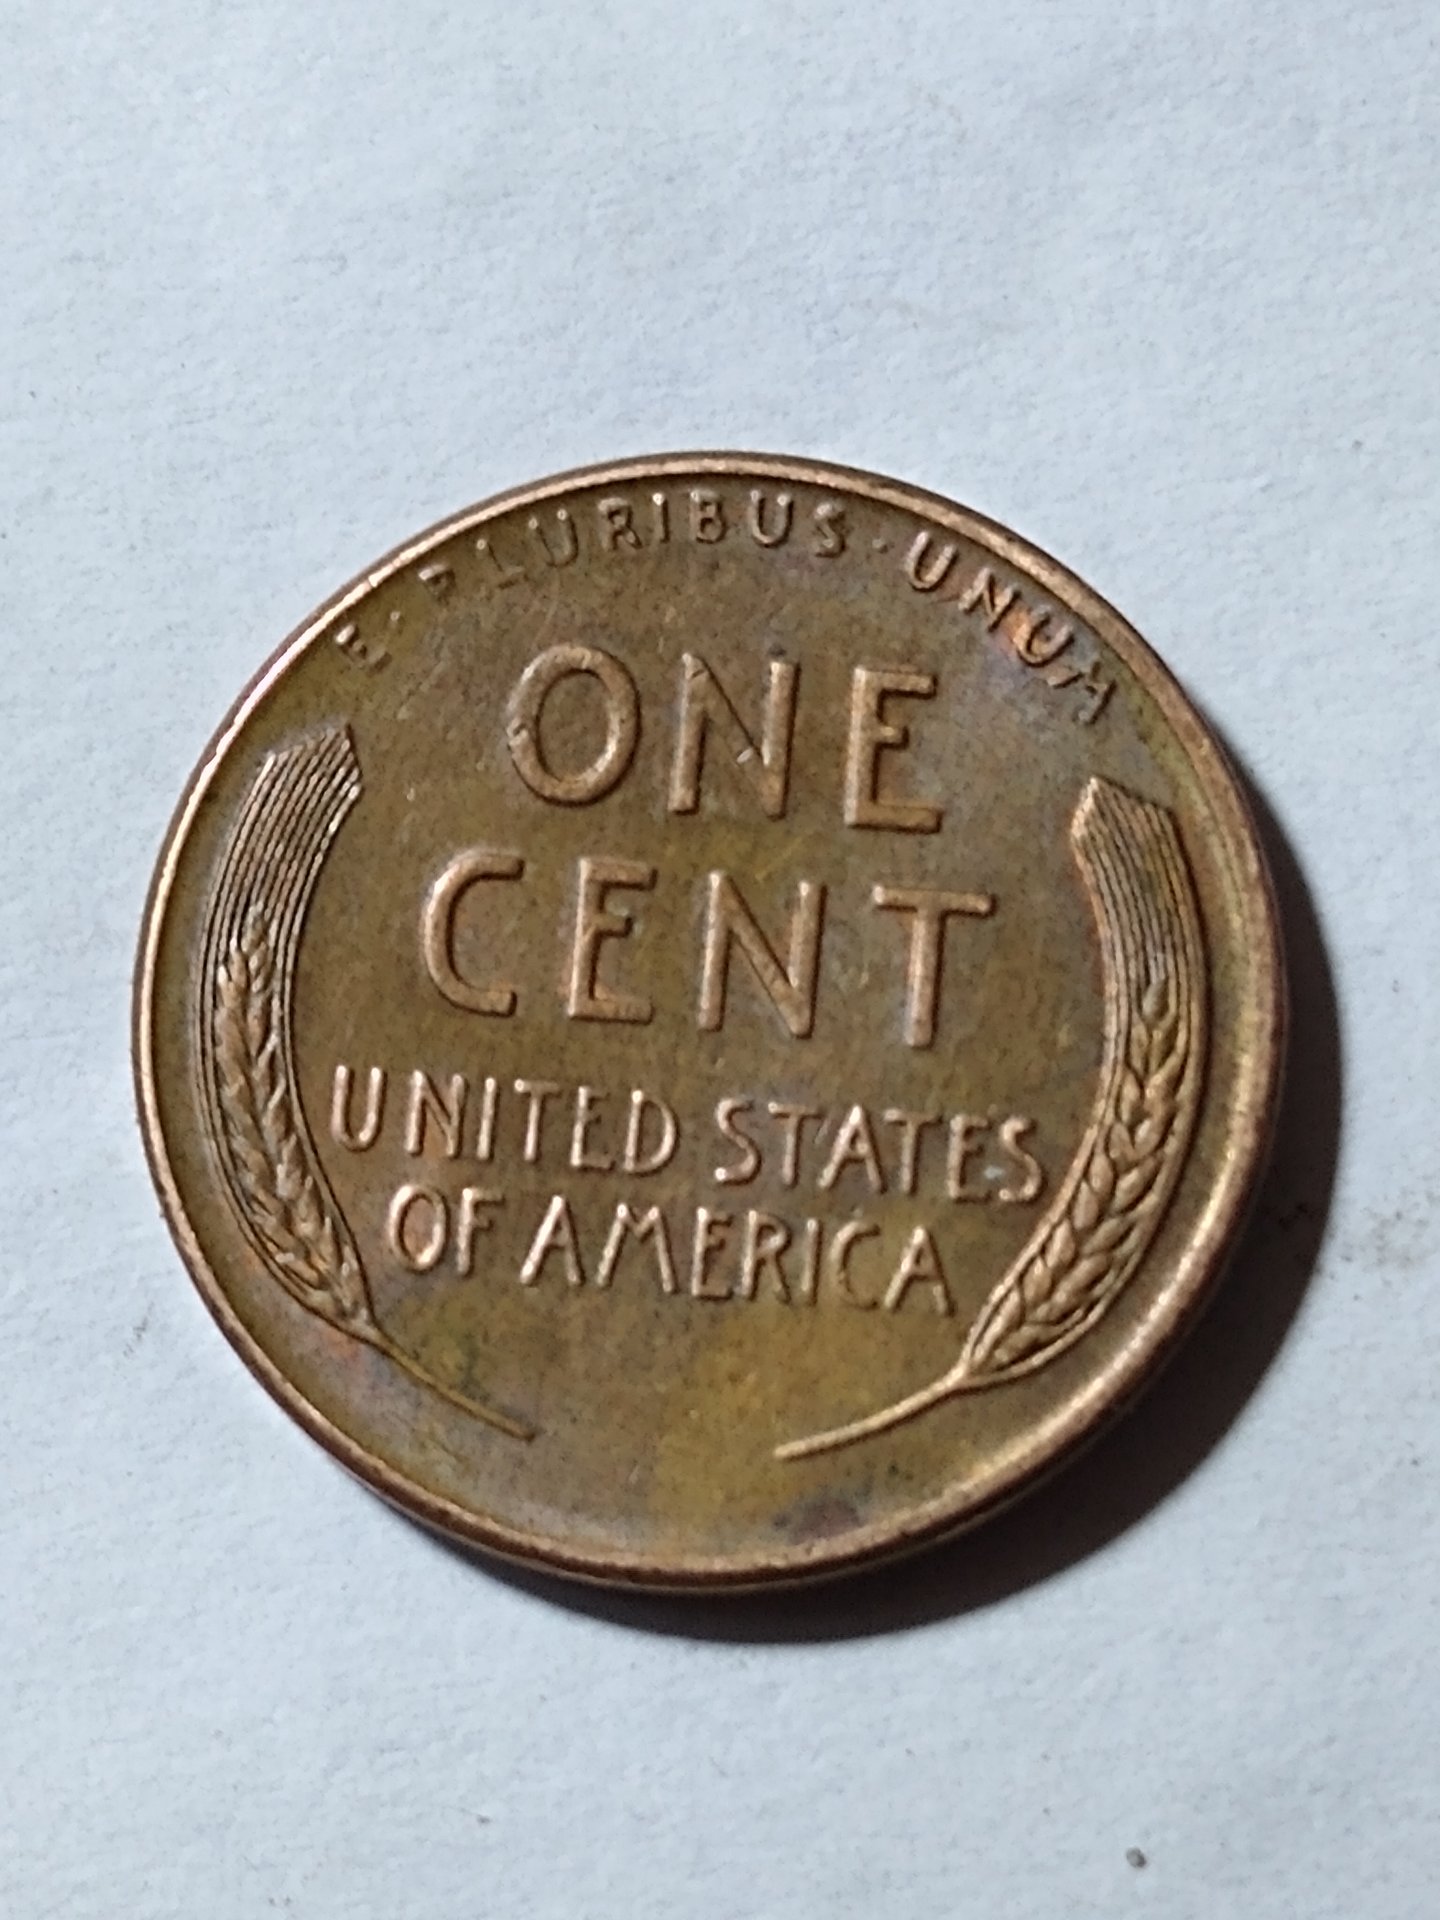 E · PLURIBUS · UNUM
ONE
CENT
UNITED STATES
OF AMERICA